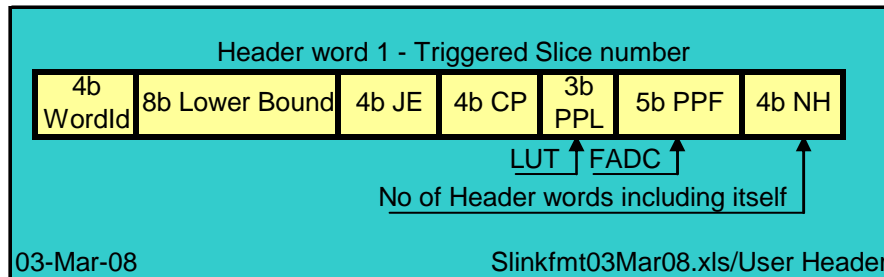 Header word 1 - Triggered Slice number
4b WordId
8b Lower Bound
4b JE
4b CP
3b PPL
5b PPF
4b NH
LUT
FADC
No of Header words including itself
03-Mar-08
Slinkfmt03Mar08.xls/User Header